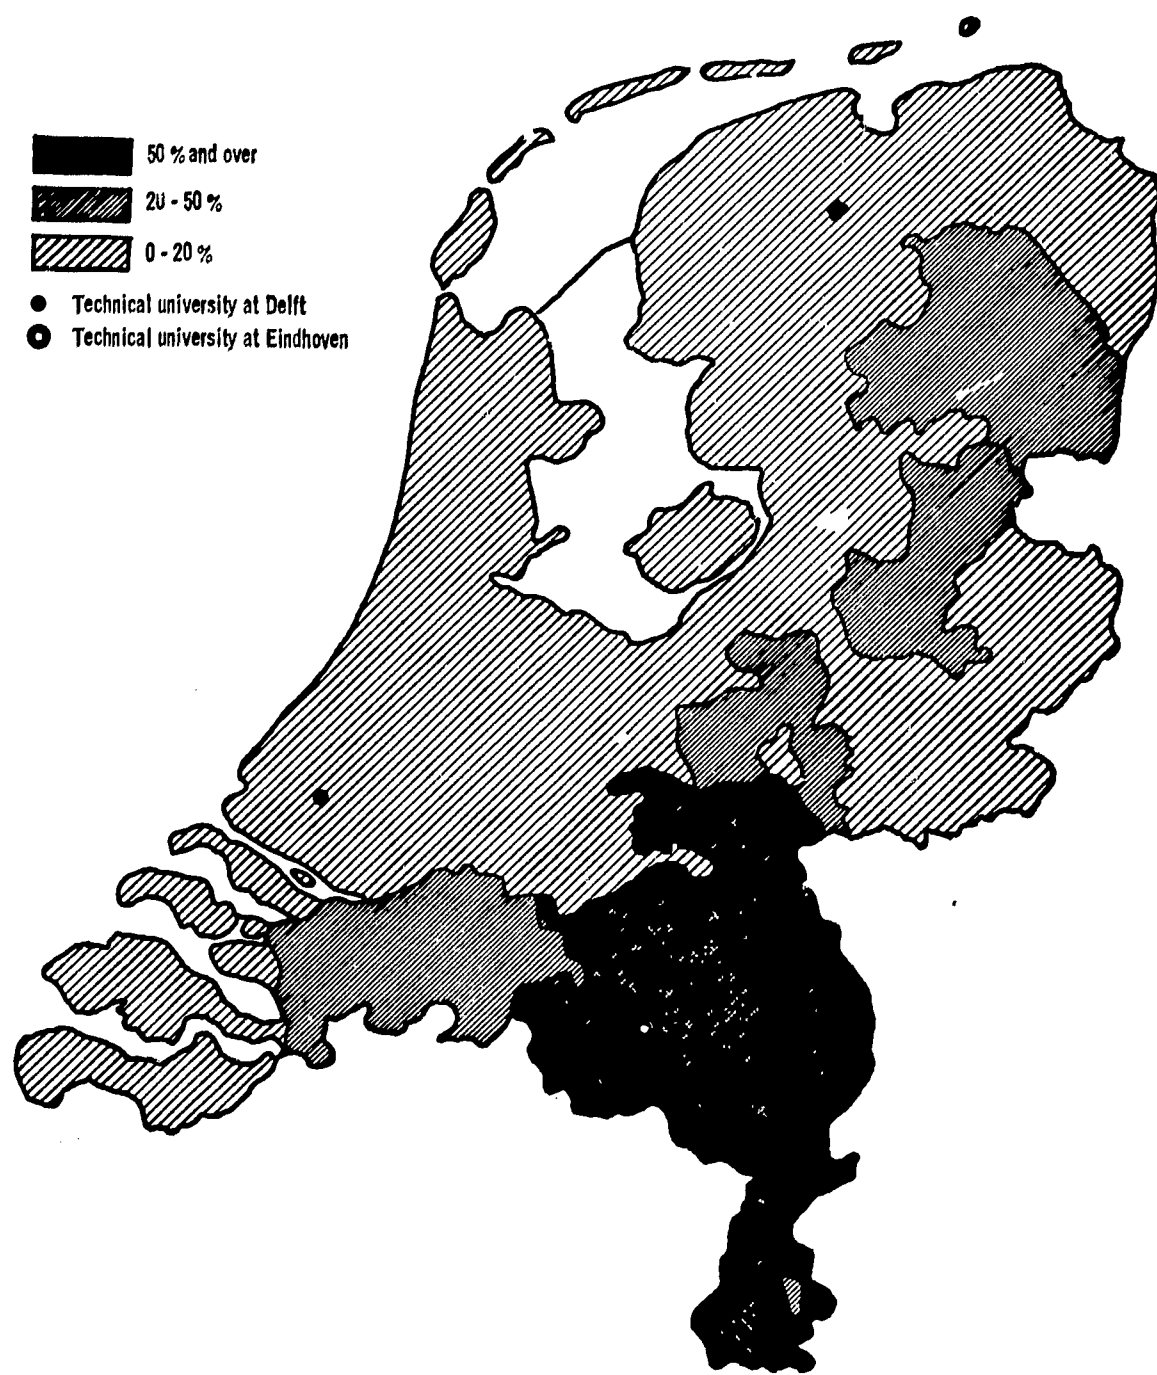 50 % and over
20 - 50 %
0 - 20 %
Technical university at Delft
Technical university at Eindhoven